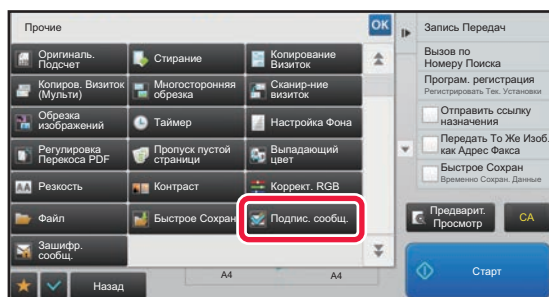 Прочие
OK
Оригиналь.
Подсчет
Стирание
Копирование
Визиток
Копиров. Визиток
(Мульти)
Многосторонняя
обрезка
Сканир-ние
визиток
Обрезка
изображений
Таймер
Настройка Фона
Регулировка
Перекоса PDF
Пропуск пустой
страницы
Выпадающий
цвет
Резкость
Контраст
Коррект. RGB
Файл
Быстрое Сохран
Подпис. сообщ.
Зашифр.
сообщ.
Назад
A4
A4
Запись Передач
Вызов по
Номеру Поиска
Програм. регистрация
Регистрировать Тек. Установки
Отправить ссылку
назначения
Передать То Же Изоб.
как Адрес Факса
Быстрое Сохран
Временно Сохран. Данные
Предварит.
Просмотр
CA
Старт